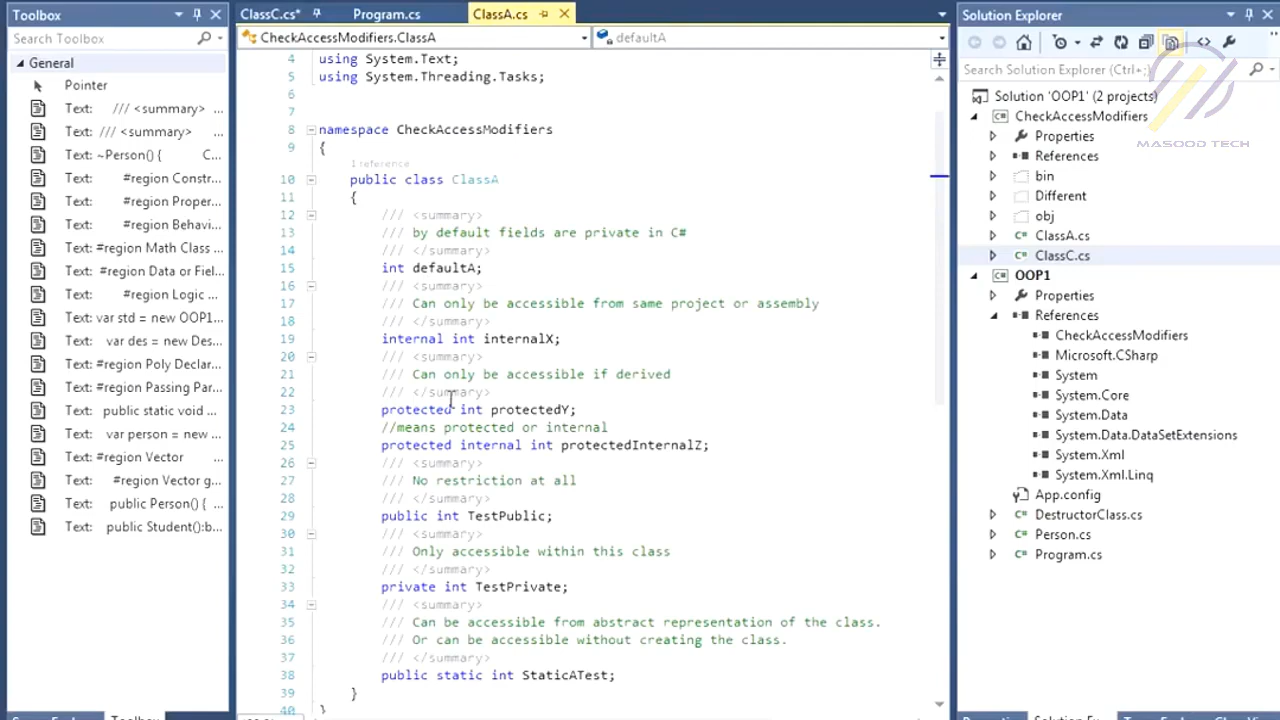 Toolbox
Search Toolbox
General
Pointer
Text: /// <summary> ...
Text: /// <summary> ...
Text: ~Person() { C...
Text: #region Constr...
Text: #region Proper...
Text: #region Behavi...
Text: #region Math Class ...
Text: #region Data or Fiel...
Text: #region Logic ...
Text: var std = new OOP1...
Text: var des = new Des...
Text: #region Poly Declar...
Text: #region Passing Par...
Text: public static void ...
Text: var person = new ...
Text: #region Vector ...
Text: #region Vector g...
Text: public Person() { ...
Text: public Student():b...
ClassC.cs*
Program.cs
ClassA.cs
CheckAccessModifiers.ClassA
defaultA
4 using System.Text;
5 using System.Threading.Tasks;
6
7
8 namespace CheckAccessModifiers
9 {
1 reference
10 public class ClassA
11 {
12 /// <summary>
13 /// by default fields are private in C#
14 /// </summary>
15 int defaultA;
16 /// <summary>
17 /// Can only be accessible from same project or assembly
18 /// </summary>
19 internal int internalX;
20 /// <summary>
21 /// Can only be accessible if derived
22 /// </summary>
23 protected int protectedY;
24 //means protected or internal
25 protected internal int protectedInternalZ;
26 /// <summary>
27 /// No restriction at all
28 /// </summary>
29 public int TestPublic;
30 /// <summary>
31 /// Only accessible within this class
32 /// </summary>
33 private int TestPrivate;
34 /// <summary>
35 /// Can be accessible from abstract representation of the class.
36 /// Or can be accessible without creating the class.
37 /// </summary>
38 public static int StaticATest;
39 }
40 }
Solution Explorer
Search Solution Explorer (Ctrl+;)
MASOOD TECH
Solution 'OOP1' (2 projects)
CheckAccessModifiers
Properties
References
bin
Different
obj
ClassA.cs
ClassC.cs
OOP1
Properties
References
CheckAccessModifiers
Microsoft.CSharp
System
System.Core
System.Data
System.Data.DataSetExtensions
System.Xml
System.Xml.Linq
App.config
DestructorClass.cs
Person.cs
Program.cs